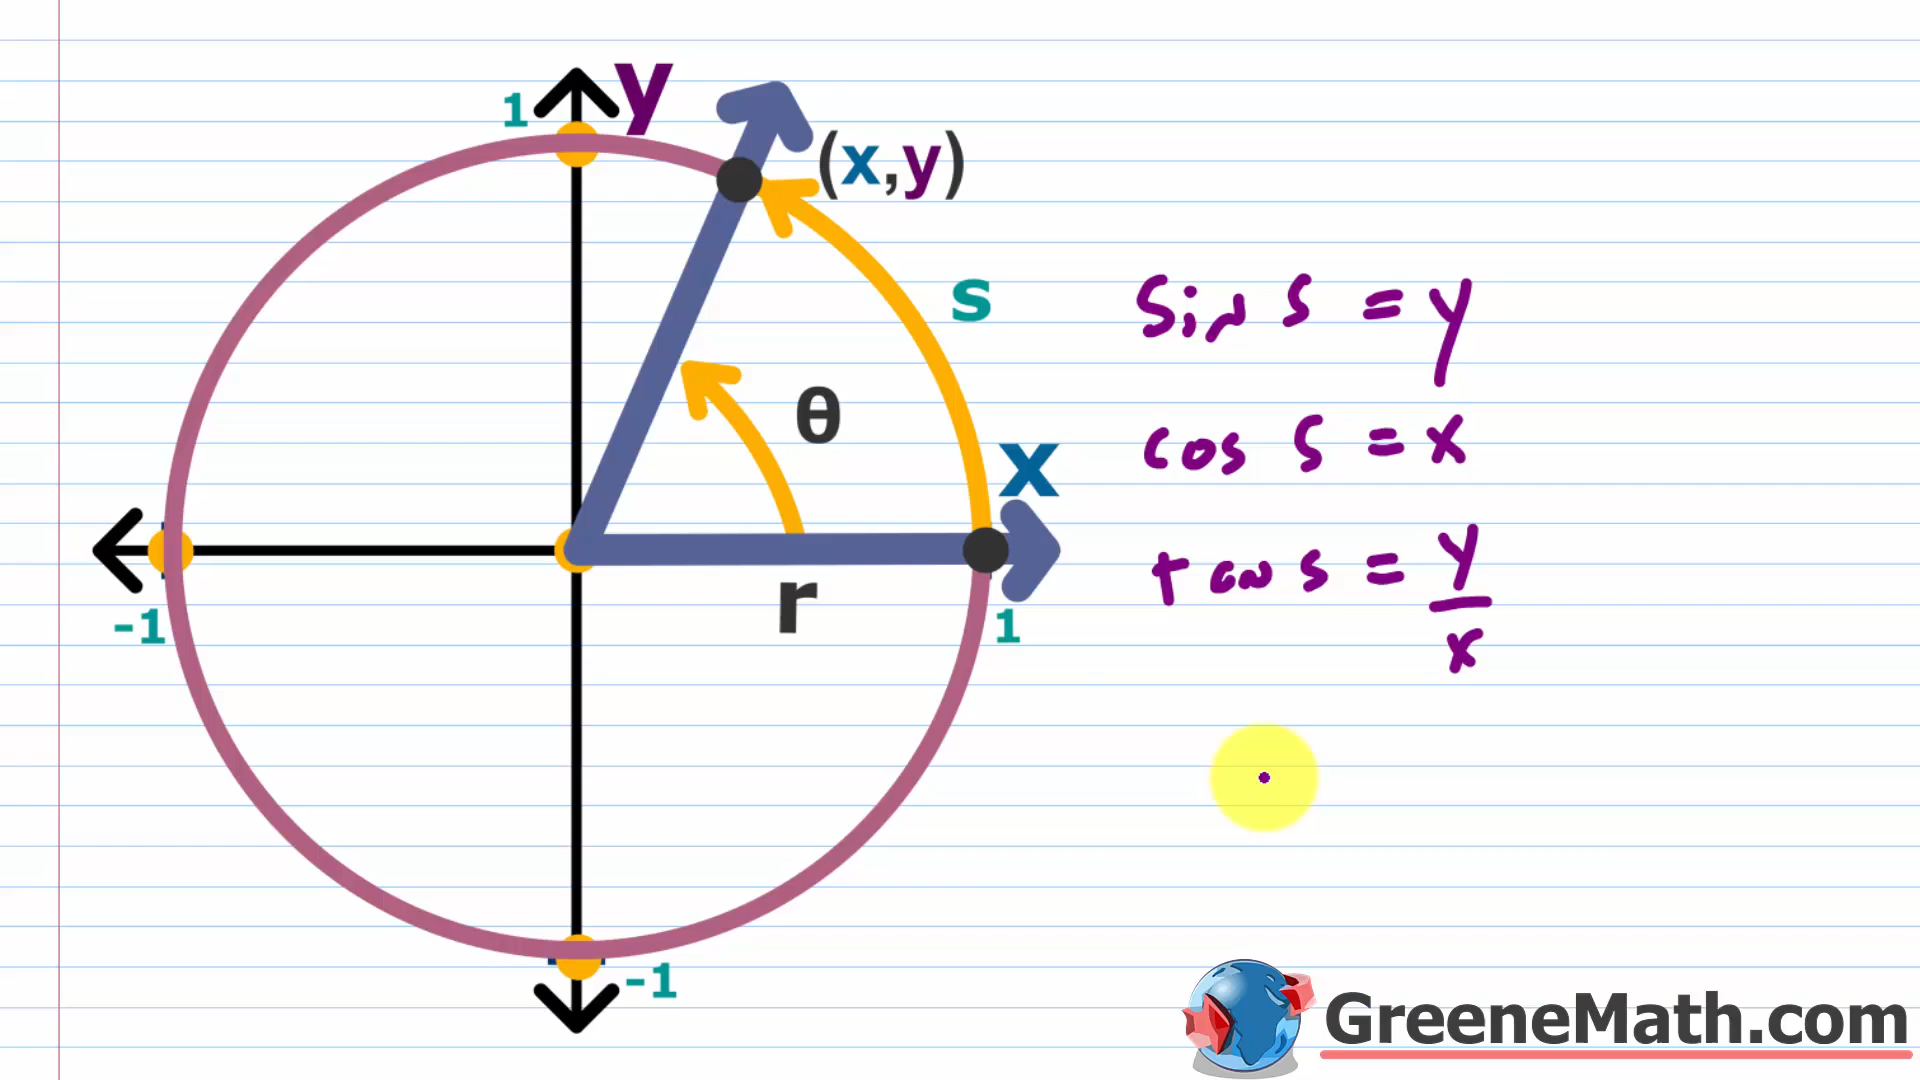 y
1
(x,y)
s
sin s = y
θ
x
cos s = x
r
tan s = y/x
-1
1
-1
GreeneMath.com